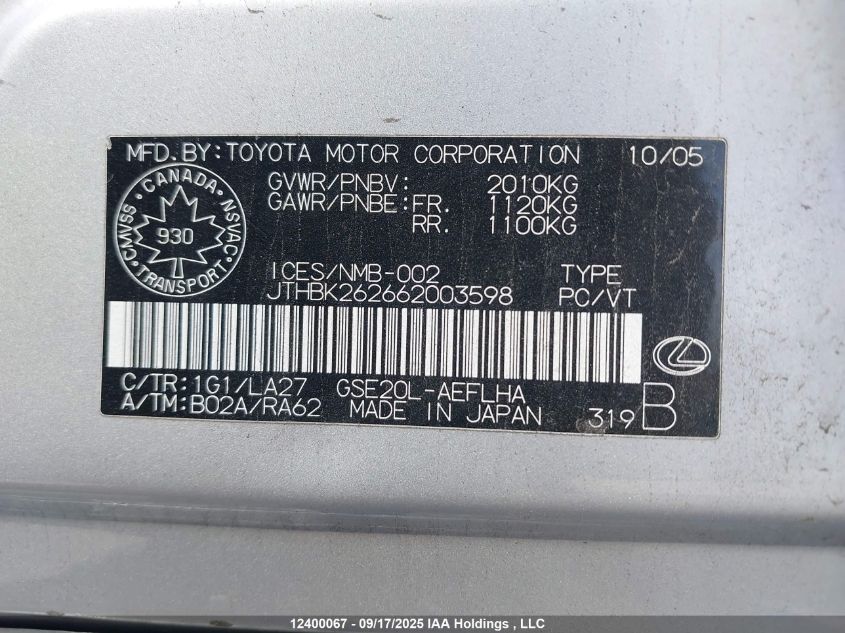 MFD. BY: TOYOTA MOTOR CORPORATION 10/05
GVWR/PNBV: 2010KG
GAWR/PNBE: FR. 1120KG
RR. 1100KG
CANADA
CMVSS
NSVAC
930
TRANSPORT
ICES/NMB-002 TYPE
JTHBK262662003598 PC/VT
C/TR: 1G1/LA27 GSE20L-AEFLHA
A/TM: B02A/RA62 MADE IN JAPAN 319 B
12400067 - 09/17/2025 IAA Holdings , LLC